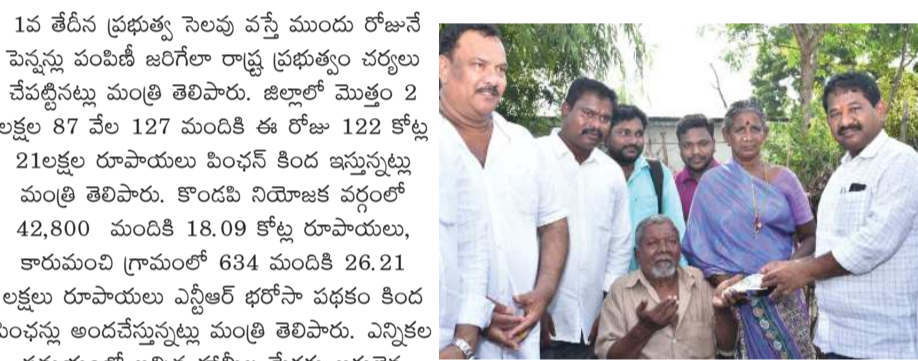 1వ తేదీన ప్రభుత్వ సెలవు వస్తే ముందు రోజునే
పెన్షన్లు పంపిణీ జరిగేలా రాష్ట్ర ప్రభుత్వం చర్యలు
చేపట్టినట్లు మంత్రి తెలిపారు. జిల్లాలో మొత్తం 2
లక్షల 87 వేల 127 మందికి ఈ రోజు 122 కోట్ల
21లక్షల రూపాయలు పింఛన్ కింద ఇస్తున్నట్లు
మంత్రి తెలిపారు. కొండపి నియోజక వర్గంలో
42,800 మందికి 18.09 కోట్ల రూపాయలు,
కారుమంచి గ్రామంలో 634 మందికి 26.21
లక్షలు రూపాయలు ఎన్టీఆర్ భరోసా పథకం కింద
పింఛన్లు అందచేస్తున్నట్లు మంత్రి తెలిపారు. ఎన్నికల